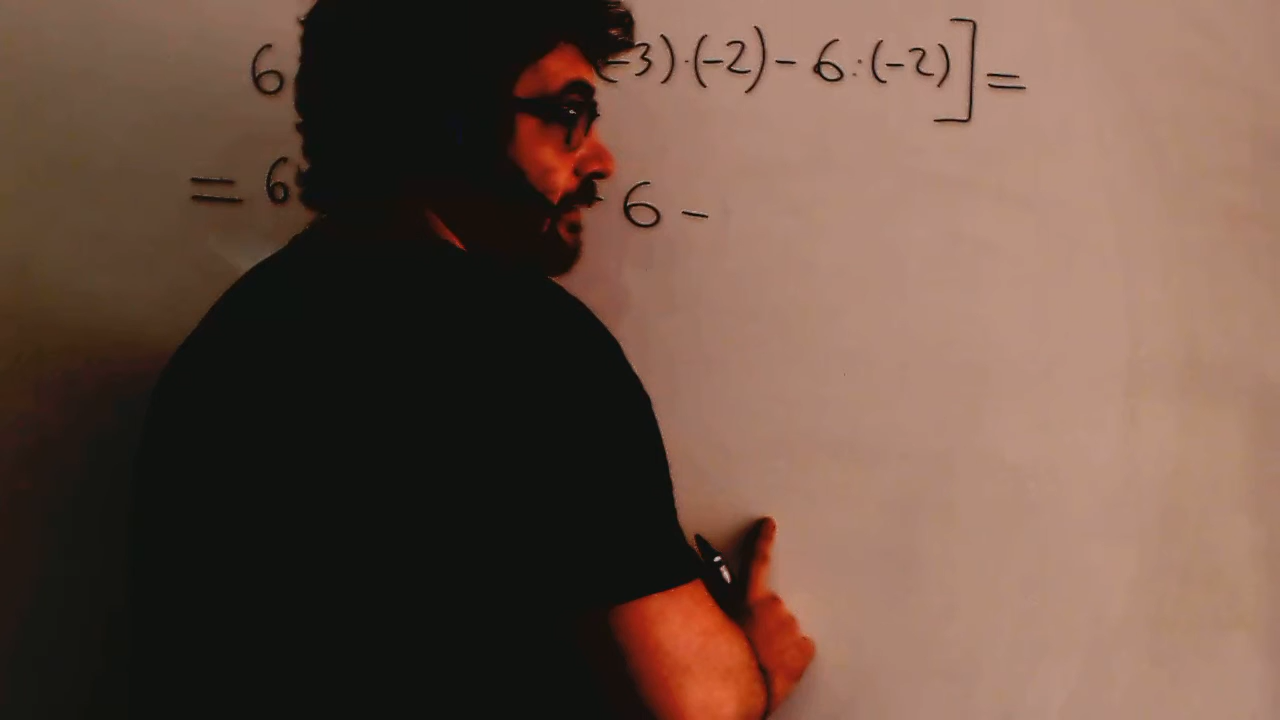 6 (-3)·(-2)-6:(-2)]=
= 6 6 -